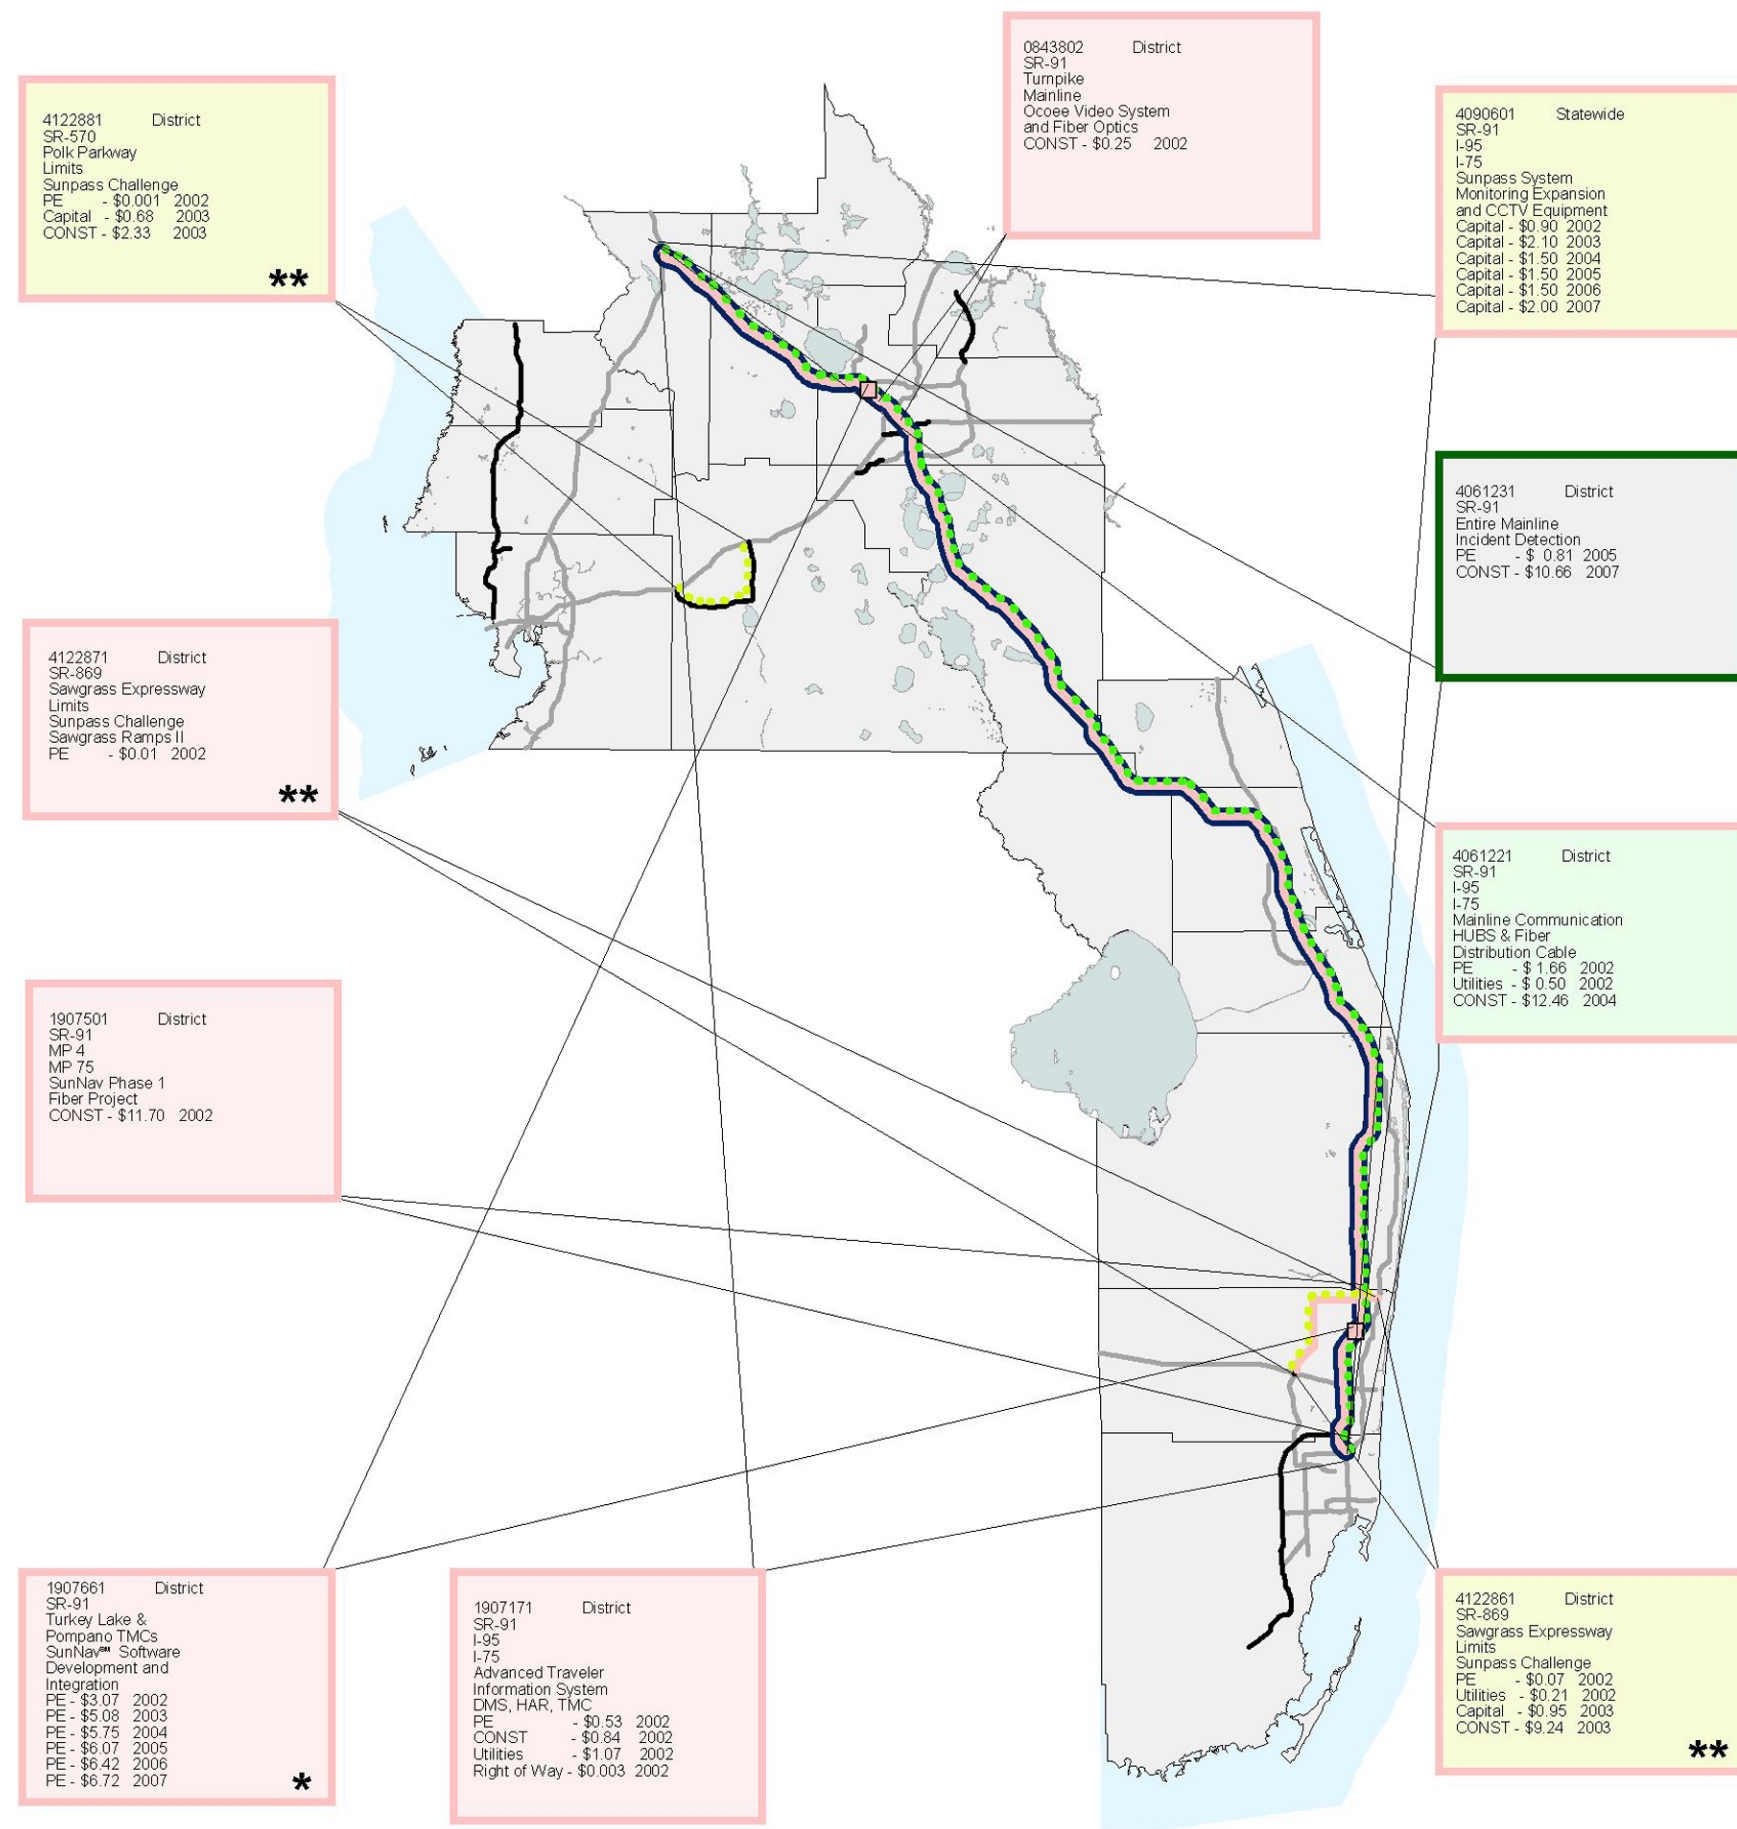 0843802 District
SR-91
Turnpike
Mainline
Ocoee Video System
and Fiber Optics
CONST - $0.25 2002
4122881 District
SR-570
Polk Parkway
Limits
Sunpass Challenge
PE - $0.001 2002
Capital - $0.68 2003
CONST - $2.33 2003
**
4090601 Statewide
SR-91
I-95
I-75
Sunpass System
Monitoring Expansion
and CCTV Equipment
Capital - $0.90 2002
Capital - $2.10 2003
Capital - $1.50 2004
Capital - $1.50 2005
Capital - $1.50 2006
Capital - $2.00 2007
4061231 District
SR-91
Entire Mainline
Incident Detection
PE - $ 0.81 2005
CONST - $10.66 2007
4122871 District
SR-869
Sawgrass Expressway
Limits
Sunpass Challenge
Sawgrass Ramps II
PE - $0.01 2002
**
4061221 District
SR-91
I-95
I-75
Mainline Communication
HUBS & Fiber
Distribution Cable
PE - $ 1.66 2002
Utilities - $ 0.50 2002
CONST - $12.46 2004
1907501 District
SR-91
MP 4
MP 75
SunNav Phase 1
Fiber Project
CONST - $11.70 2002
1907661 District
SR-91
Turkey Lake &
Pompano TMCs
SunNav℠ Software
Development and
Integration
PE - $3.07 2002
PE - $5.08 2003
PE - $5.75 2004
PE - $6.07 2005
PE - $6.42 2006
PE - $6.72 2007
*
1907171 District
SR-91
I-95
I-75
Advanced Traveler
Information System
DMS, HAR, TMC
PE - $0.53 2002
CONST - $0.84 2002
Utilities - $1.07 2002
Right of Way - $0.003 2002
4122861 District
SR-869
Sawgrass Expressway
Limits
Sunpass Challenge
PE - $0.07 2002
Utilities - $0.21 2002
Capital - $0.95 2003
CONST - $9.24 2003
**